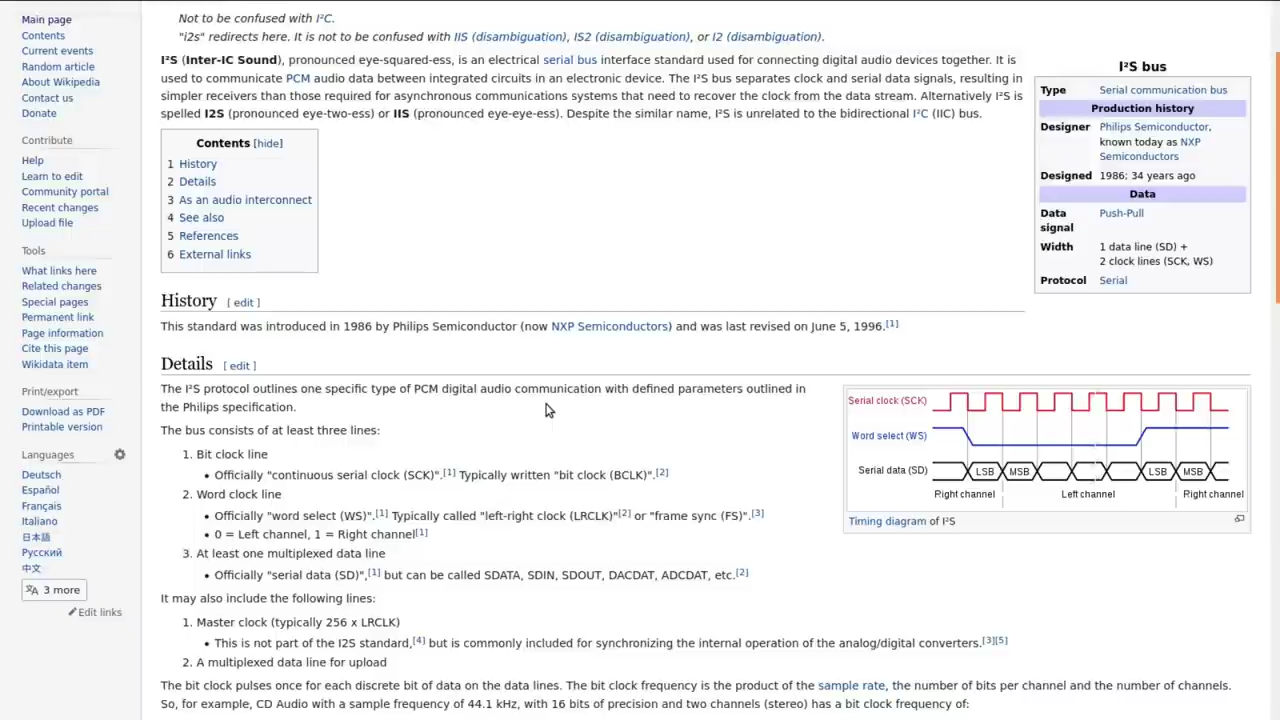 Main page
Contents
Current events
Random article
About Wikipedia
Contact us
Donate
Contribute
Help
Learn to edit
Community portal
Recent changes
Upload file
Tools
What links here
Related changes
Special pages
Permanent link
Page information
Cite this page
Wikidata item
Print/export
Download as PDF
Printable version
Languages
Deutsch
Español
Français
Italiano
日本語
Русский
中文
3 more
Edit links
Not to be confused with I²C.
"i2s" redirects here. It is not to be confused with IIS (disambiguation), IS2 (disambiguation), or I2 (disambiguation).
I²S (Inter-IC Sound), pronounced eye-squared-ess, is an electrical serial bus interface standard used for connecting digital audio devices together. It is
used to communicate PCM audio data between integrated circuits in an electronic device. The I²S bus separates clock and serial data signals, resulting in
simpler receivers than those required for asynchronous communications systems that need to recover the clock from the data stream. Alternatively I²S is
spelled I2S (pronounced eye-two-ess) or IIS (pronounced eye-eye-ess). Despite the similar name, I²S is unrelated to the bidirectional I²C (IIC) bus.
Contents [hide]
1 History
2 Details
3 As an audio interconnect
4 See also
5 References
6 External links
I²S bus
Type Serial communication bus
Production history
Designer Philips Semiconductor,
known today as NXP
Semiconductors
Designed 1986; 34 years ago
Data
Data Push-Pull
signal
Width 1 data line (SD) +
2 clock lines (SCK, WS)
Protocol Serial
History [ edit ]
This standard was introduced in 1986 by Philips Semiconductor (now NXP Semiconductors) and was last revised on June 5, 1996.[1]
Details [ edit ]
The I²S protocol outlines one specific type of PCM digital audio communication with defined parameters outlined in
the Philips specification.
The bus consists of at least three lines:
1. Bit clock line
• Officially "continuous serial clock (SCK)".[1] Typically written "bit clock (BCLK)".[2]
2. Word clock line
• Officially "word select (WS)".[1] Typically called "left-right clock (LRCLK)"[2] or "frame sync (FS)".[3]
• 0 = Left channel, 1 = Right channel[1]
3. At least one multiplexed data line
• Officially "serial data (SD)",[1] but can be called SDATA, SDIN, SDOUT, DACDAT, ADCDAT, etc.[2]
Serial clock (SCK)
Word select (WS)
Serial data (SD) LSB MSB LSB MSB
Right channel Left channel Right channel
Timing diagram of I²S
It may also include the following lines:
1. Master clock (typically 256 x LRCLK)
• This is not part of the I2S standard,[4] but is commonly included for synchronizing the internal operation of the analog/digital converters.[3][5]
2. A multiplexed data line for upload
The bit clock pulses once for each discrete bit of data on the data lines. The bit clock frequency is the product of the sample rate, the number of bits per channel and the number of channels.
So, for example, CD Audio with a sample frequency of 44.1 kHz, with 16 bits of precision and two channels (stereo) has a bit clock frequency of: